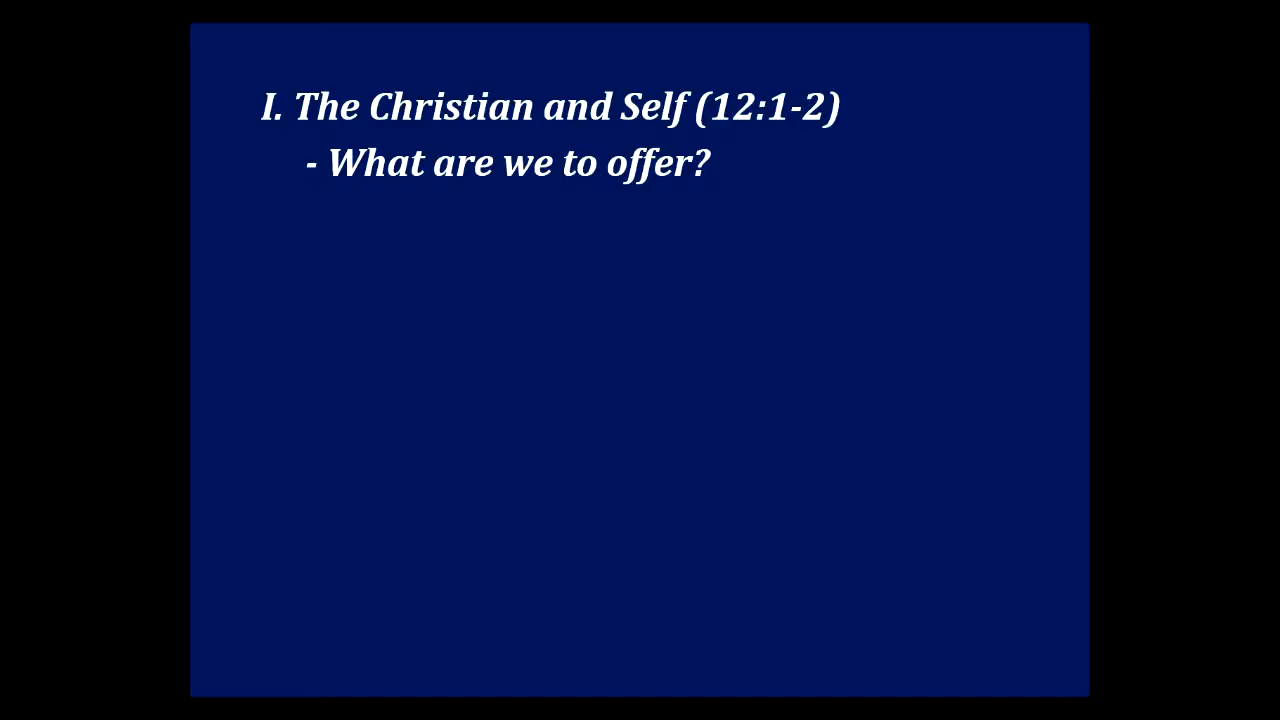 I. The Christian and Self (12:1-2)
- What are we to offer?